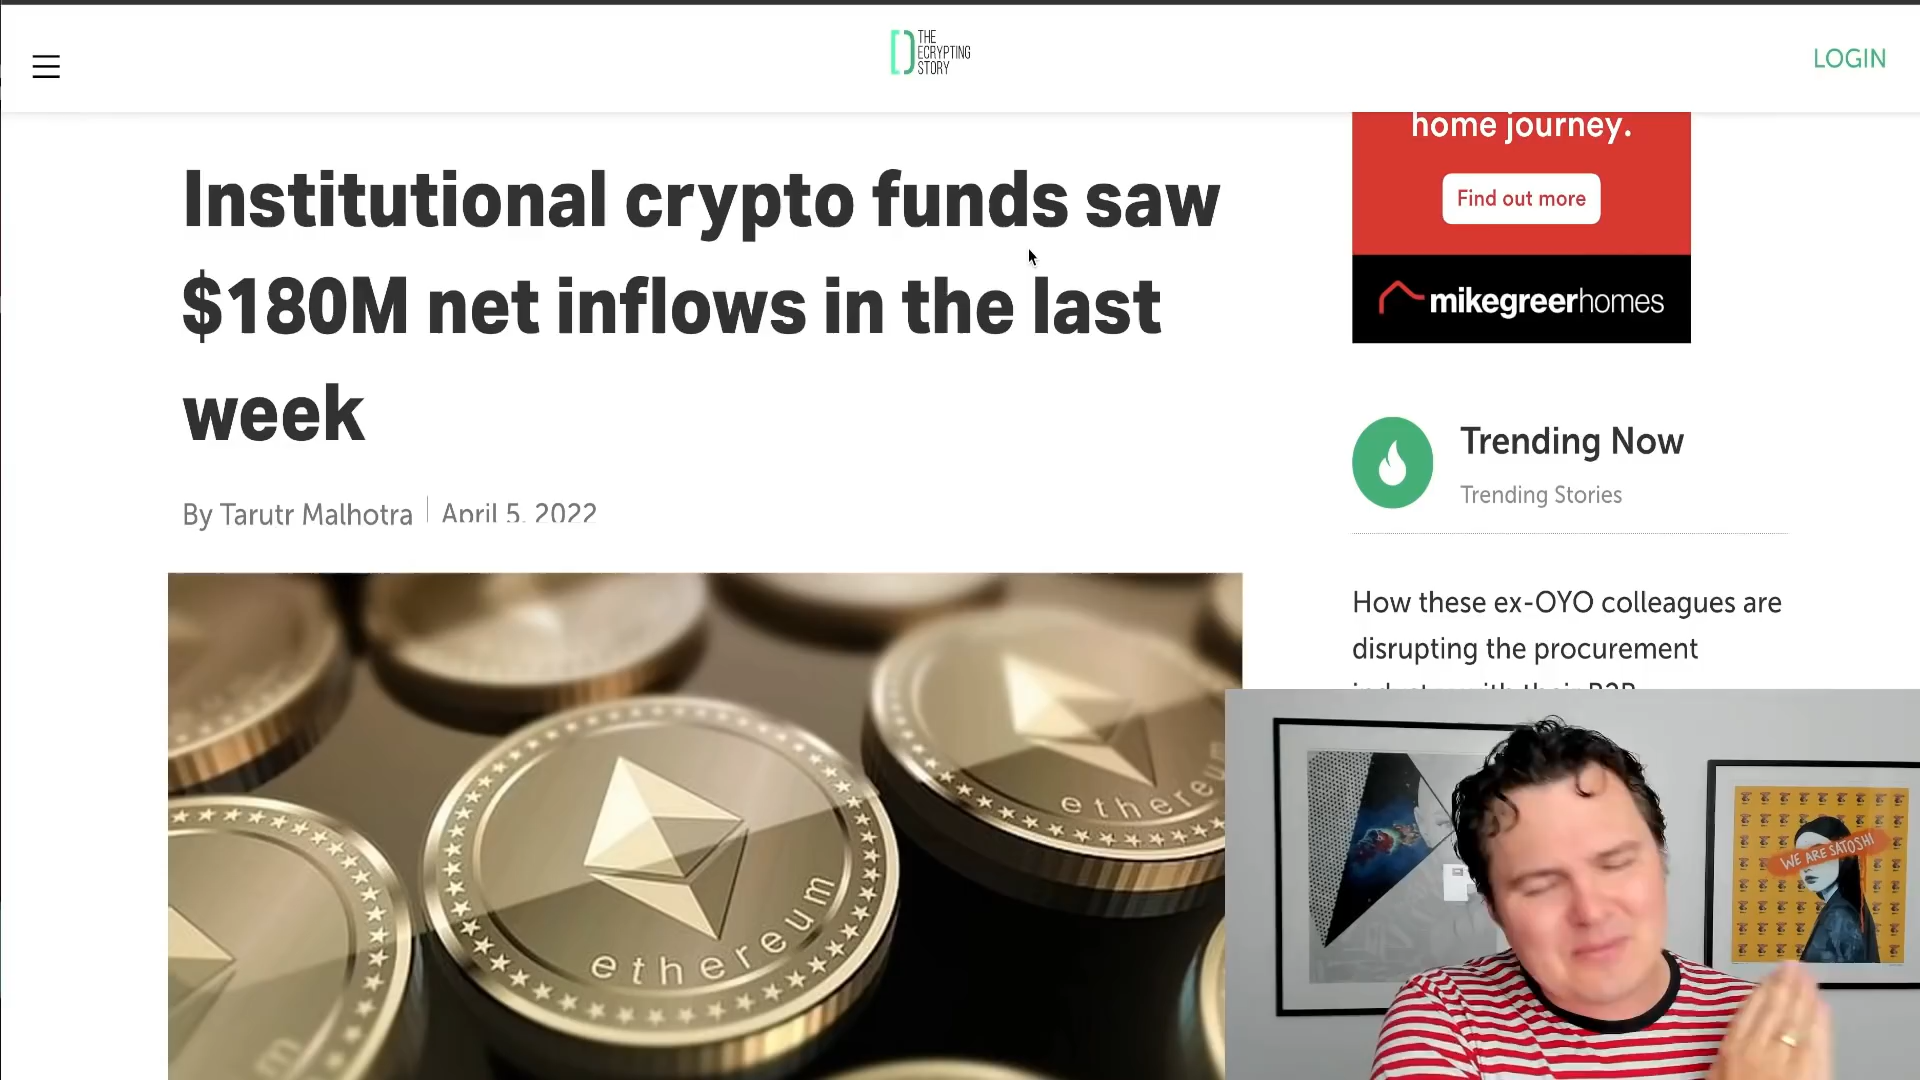 THE
ECRYPTING
STORY
LOGIN
Institutional crypto funds saw
$180M net inflows in the last
week
By Tarutr Malhotra
April 5, 2022
home journey.
Find out more
mikegreerhomes
Trending Now
Trending Stories
How these ex-OYO colleagues are
disrupting the procurement
ethereum
ethereu
m
WE ARE SATOSHI